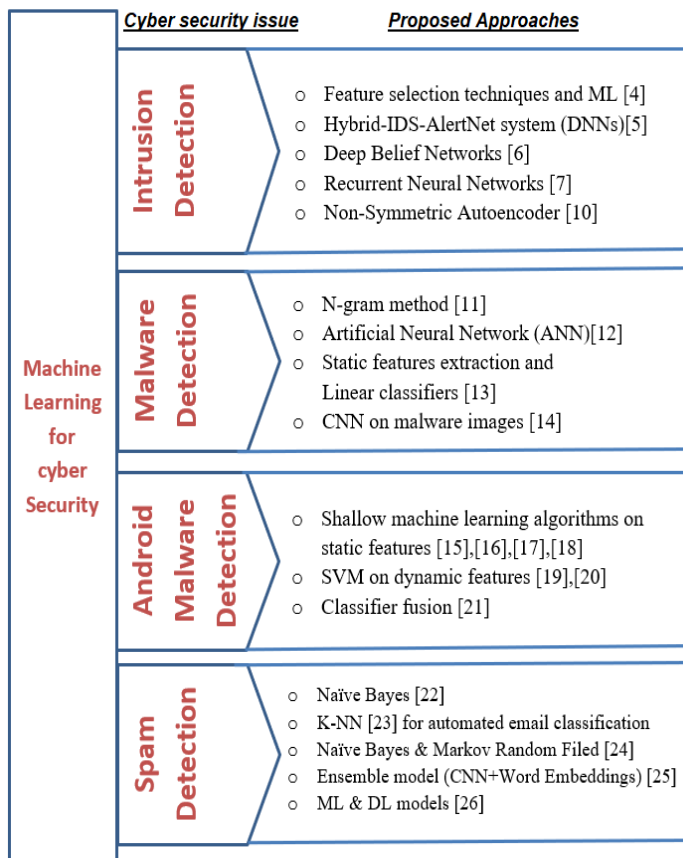 Cyber security issue
Proposed Approaches
Machine
Learning
for
cyber
Security
Intrusion
Detection
o Feature selection techniques and ML [4]
o Hybrid-IDS-AlertNet system (DNNs)[5]
o Deep Belief Networks [6]
o Recurrent Neural Networks [7]
o Non-Symmetric Autoencoder [10]
Malware
Detection
o N-gram method [11]
o Artificial Neural Network (ANN)[12]
o Static features extraction and
Linear classifiers [13]
o CNN on malware images [14]
Android
Malware
Detection
o Shallow machine learning algorithms on
static features [15],[16],[17],[18]
o SVM on dynamic features [19],[20]
o Classifier fusion [21]
Spam
Detection
o Naïve Bayes [22]
o K-NN [23] for automated email classification
o Naïve Bayes & Markov Random Filed [24]
o Ensemble model (CNN+Word Embeddings) [25]
o ML & DL models [26]